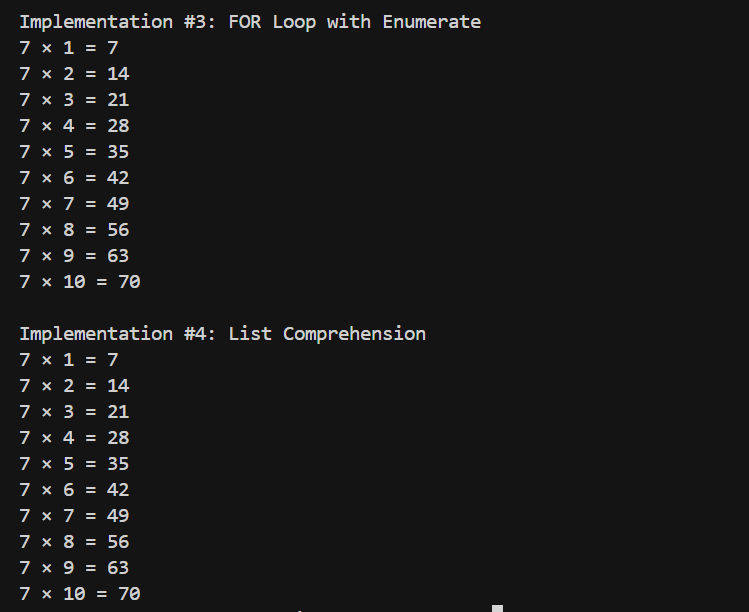 Implementation #3: FOR Loop with Enumerate
7 × 1 = 7
7 × 2 = 14
7 × 3 = 21
7 × 4 = 28
7 × 5 = 35
7 × 6 = 42
7 × 7 = 49
7 × 8 = 56
7 × 9 = 63
7 × 10 = 70
Implementation #4: List Comprehension
7 × 1 = 7
7 × 2 = 14
7 × 3 = 21
7 × 4 = 28
7 × 5 = 35
7 × 6 = 42
7 × 7 = 49
7 × 8 = 56
7 × 9 = 63
7 × 10 = 70